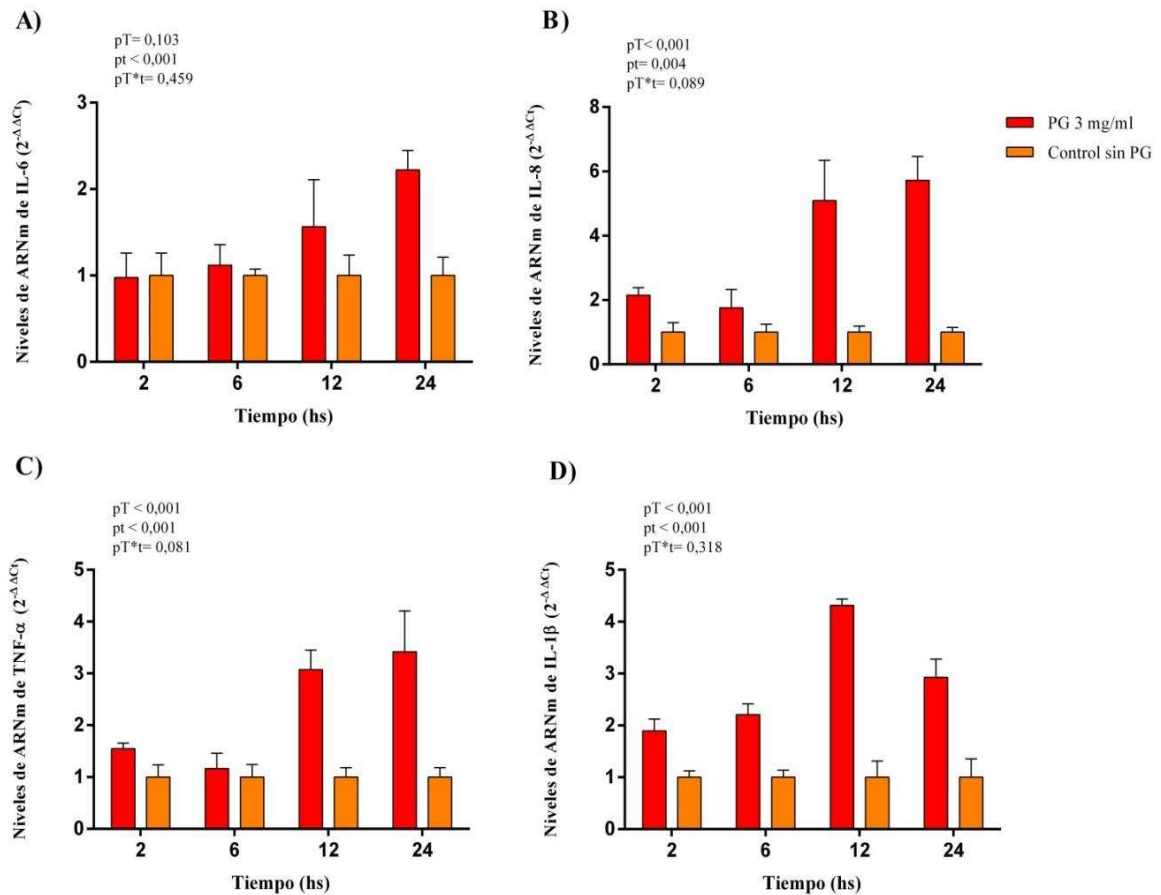 A)
pT= 0,103
pt < 0,001
pT*t= 0,459
Niveles de ARNm de IL-6 (2^-ΔΔCt)
3
2
1
0
2 6 12 24
Tiempo (hs)
B)
pT< 0,001
pt= 0,004
pT*t= 0,089
Niveles de ARNm de IL-8 (2^-ΔΔCt)
8
6
4
2
0
2 6 12 24
Tiempo (hs)
PG 3 mg/ml
Control sin PG
C)
pT < 0,001
pt < 0,001
pT*t= 0,081
Niveles de ARNm de TNF-α (2^-ΔΔCt)
5
4
3
2
1
0
2 6 12 24
Tiempo (hs)
D)
pT < 0,001
pt < 0,001
pT*t= 0,318
Niveles de ARNm de IL-1β (2^-ΔΔCt)
5
4
3
2
1
0
2 6 12 24
Tiempo (hs)